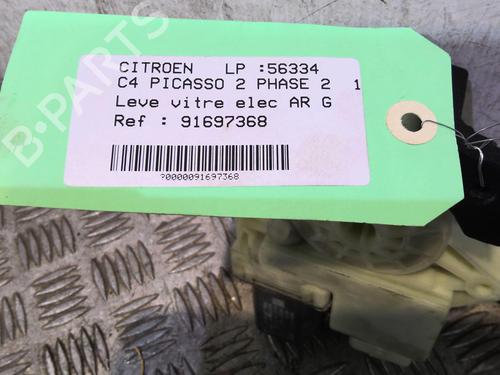 CITROEN LP :56334
C4 PICASSO 2 PHASE 2 1
Leve vitre elec AR G
Ref : 91697368
?0000091697368
B-PARTS